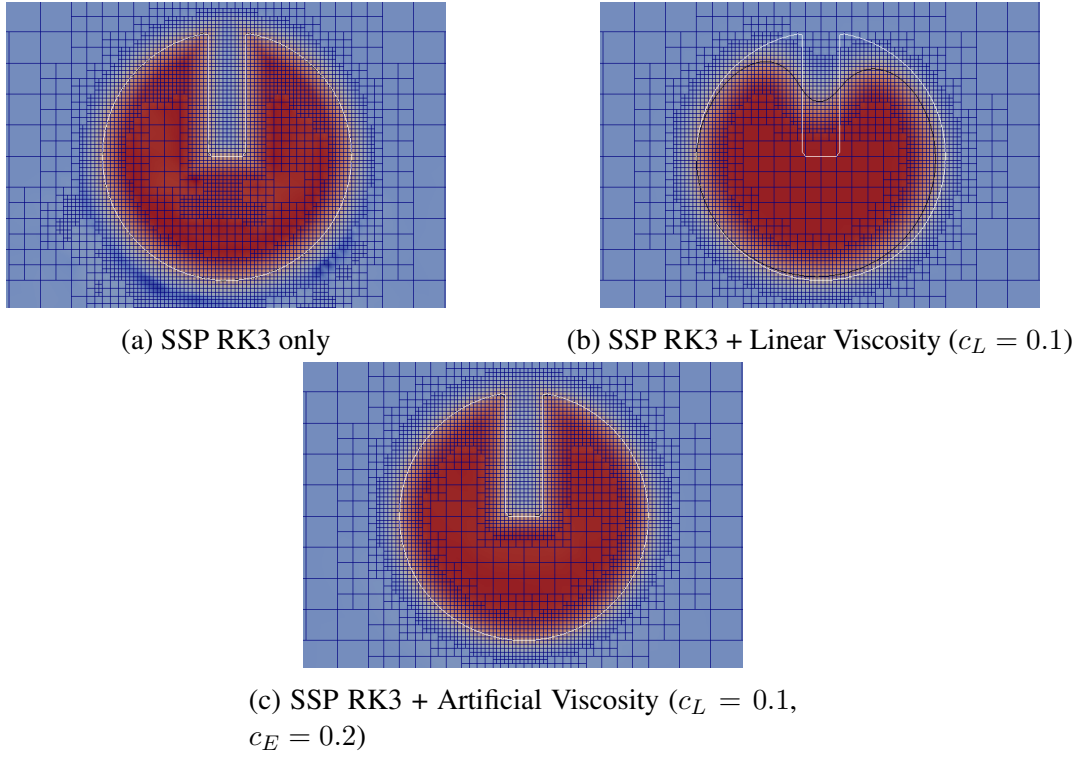 (a) SSP RK3 only
(b) SSP RK3 + Linear Viscosity (c_L = 0.1)
(c) SSP RK3 + Artificial Viscosity (c_L = 0.1,
c_E = 0.2)